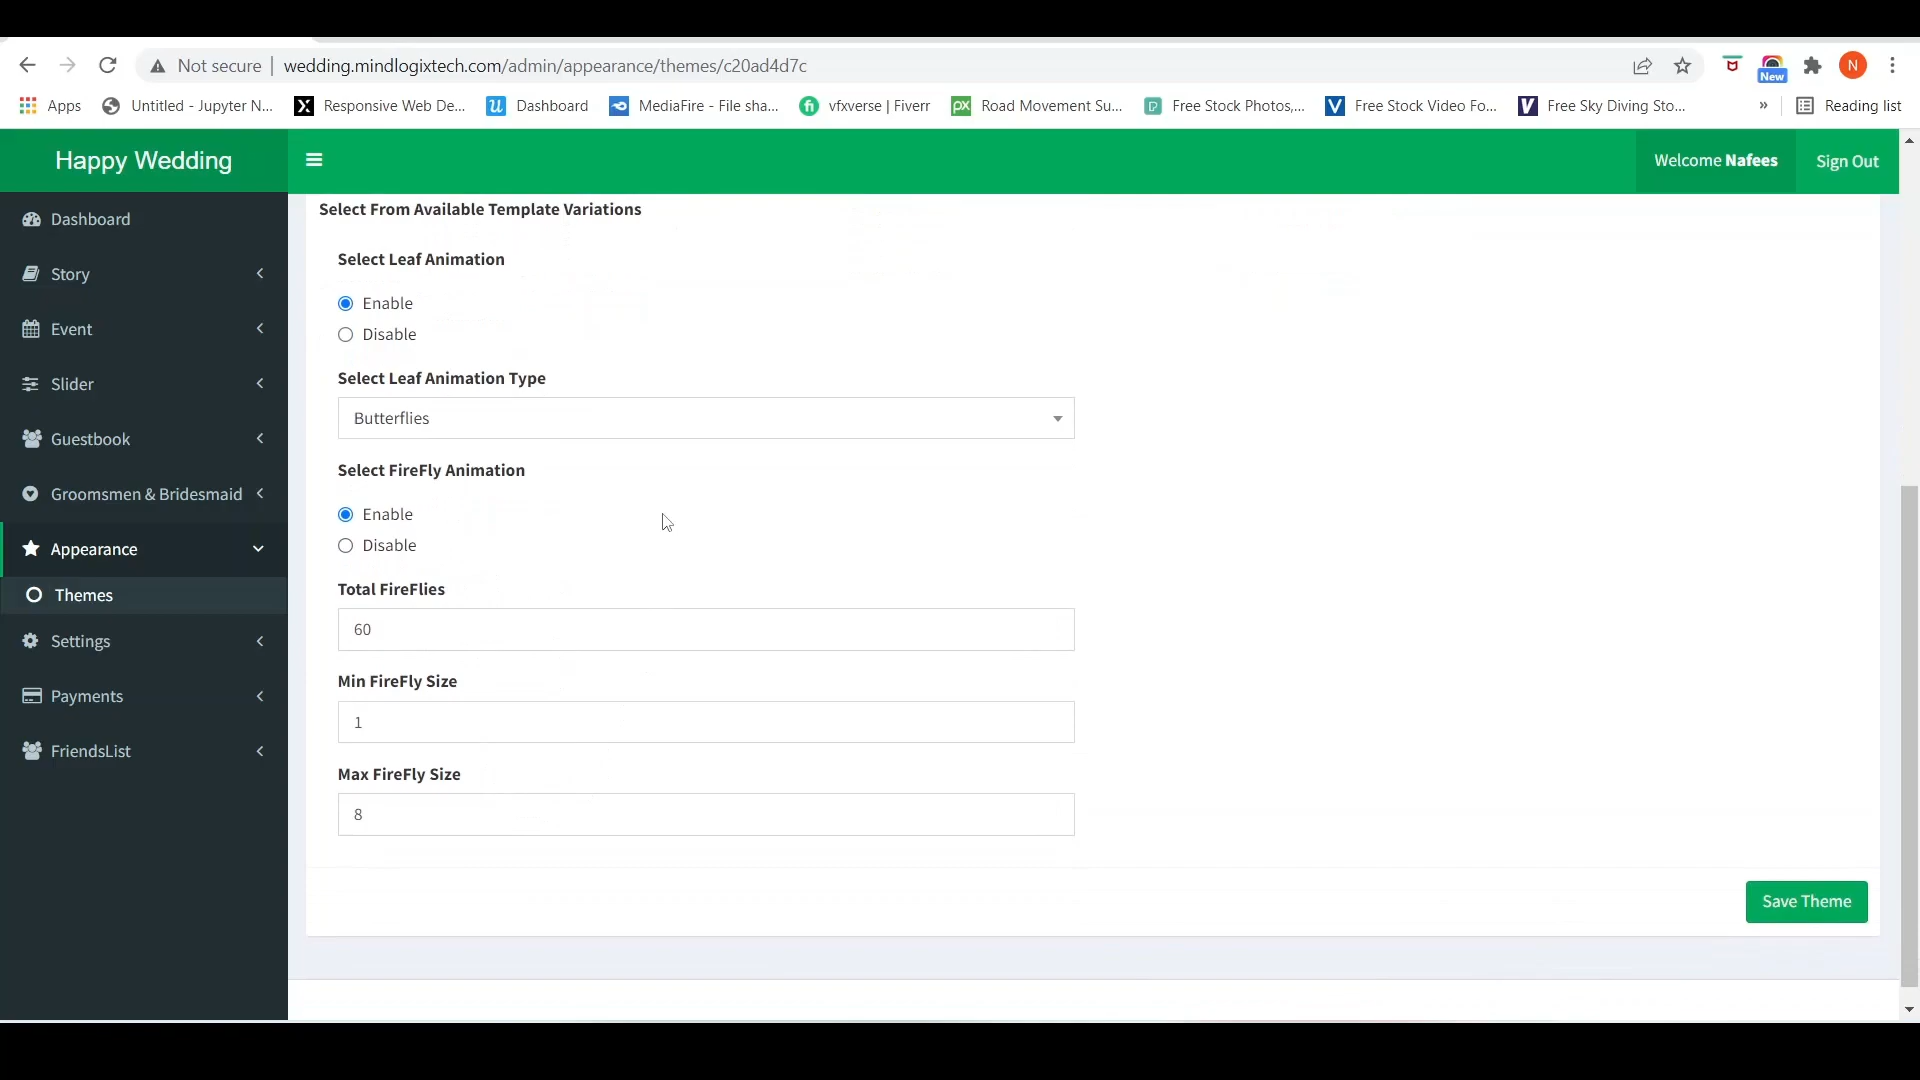 Not secure | wedding.mindlogixtech.com/admin/appearance/themes/c20ad4d7c
New
N
Apps
Untitled - Jupyter N...
Responsive Web De...
Dashboard
MediaFire - File sha...
vfxverse | Fiverr
Road Movement Su...
Free Stock Photos,...
Free Stock Video Fo...
Free Sky Diving Sto...
»
Reading list
Happy Wedding
Welcome Nafees
Sign Out
Dashboard
Story
Event
Slider
Guestbook
Groomsmen & Bridesmaid
Appearance
Themes
Settings
Payments
FriendsList
Select From Available Template Variations
Select Leaf Animation
Enable
Disable
Select Leaf Animation Type
Butterflies
Select FireFly Animation
Enable
Disable
Total FireFlies
60
Min FireFly Size
1
Max FireFly Size
8
Save Theme